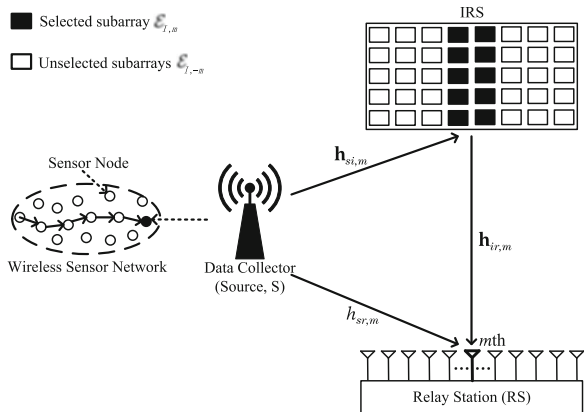 Selected subarray ℰ_{I,m}
Unselected subarrays ℰ_{I,-m}
IRS
Sensor Node
Wireless Sensor Network
Data Collector
(Source, S)
h_{si,m}
h_{ir,m}
h_{sr,m}
mth
Relay Station (RS)